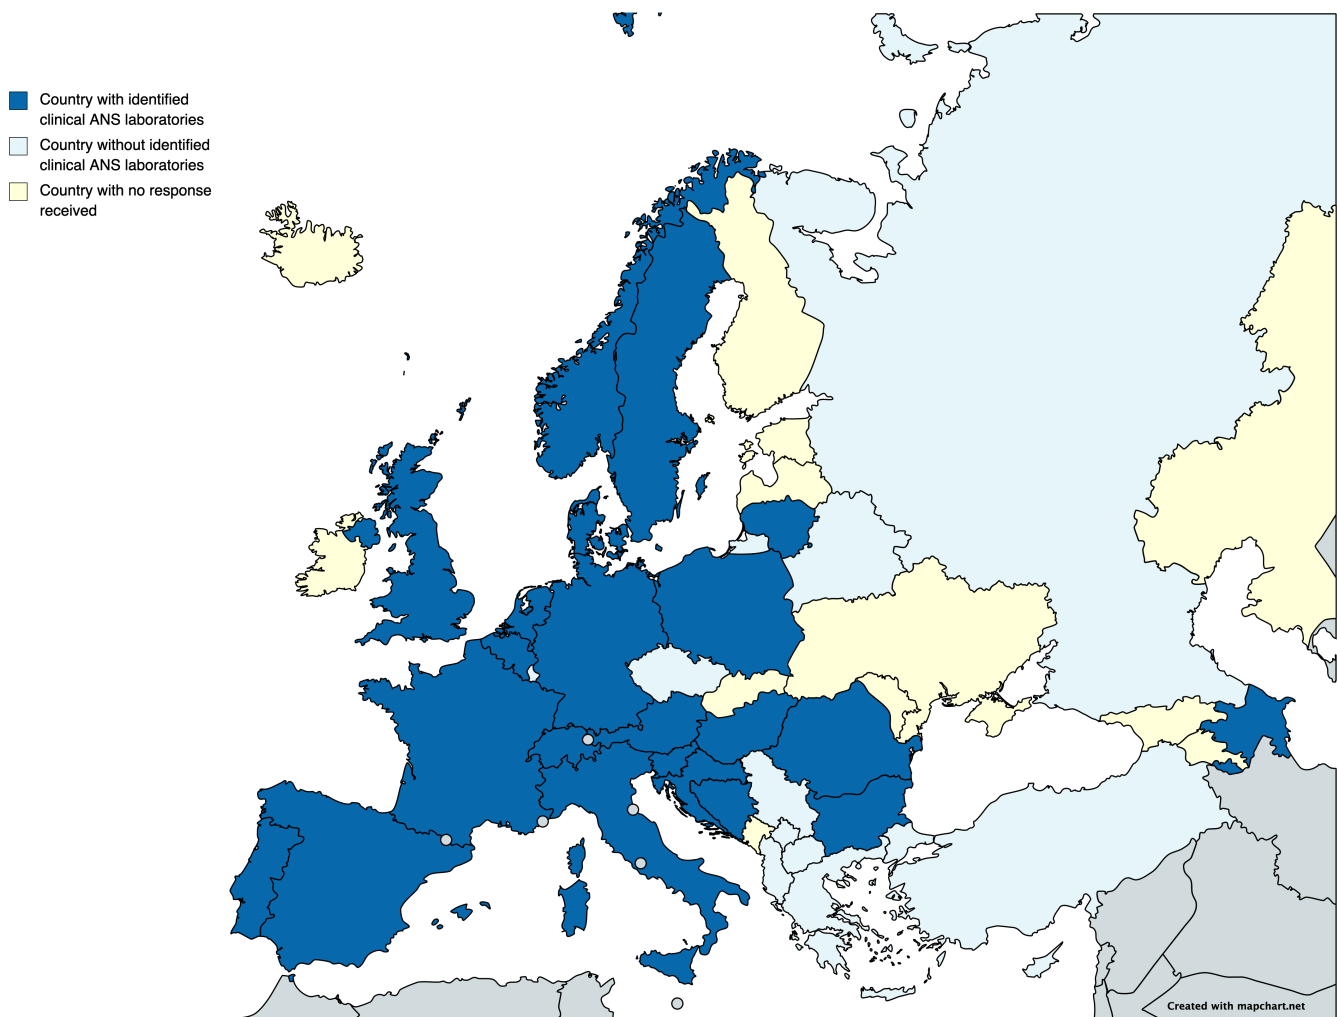 Country with identified
clinical ANS laboratories
Country without identified
clinical ANS laboratories
Country with no response
received
Created with mapchart.net